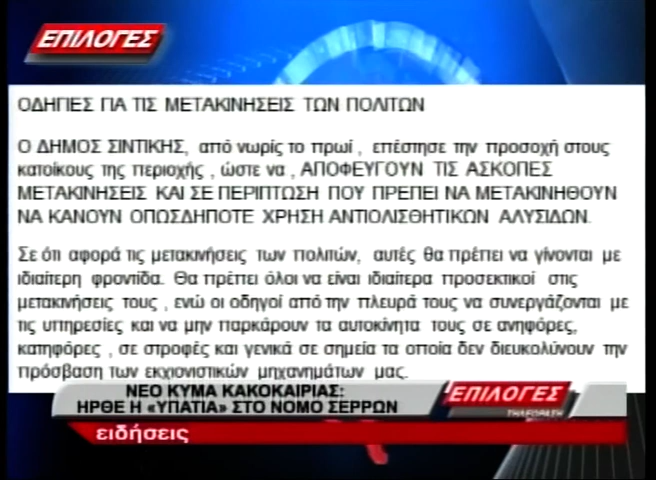 ΕΠΙΛΟΓΕΣ
ΟΔΗΓΙΕΣ ΓΙΑ ΤΙΣ ΜΕΤΑΚΙΝΗΣΕΙΣ ΤΩΝ ΠΟΛΙΤΩΝ
Ο ΔΗΜΟΣ ΣΙΝΤΙΚΗΣ, από νωρίς το πρωί , επέστησε την προσοχή στους
κατοίκους της περιοχής , ώστε να , ΑΠΟΦΕΥΓΟΥΝ ΤΙΣ ΑΣΚΟΠΕΣ
ΜΕΤΑΚΙΝΗΣΕΙΣ ΚΑΙ ΣΕ ΠΕΡΙΠΤΩΣΗ ΠΟΥ ΠΡΕΠΕΙ ΝΑ ΜΕΤΑΚΙΝΗΘΟΥΝ
ΝΑ ΚΑΝΟΥΝ ΟΠΩΣΔΗΠΟΤΕ ΧΡΗΣΗ ΑΝΤΙΟΛΙΣΘΗΤΙΚΩΝ ΑΛΥΣΙΔΩΝ.
Σε ότι αφορά τις μετακινήσεις των πολιτών, αυτές θα πρέπει να γίνονται με
ιδιαίτερη φροντίδα. Θα πρέπει όλοι να είναι ιδιαίτερα προσεκτικοί στις
μετακινήσεις τους , ενώ οι οδηγοί από την πλευρά τους να συνεργάζονται με
τις υπηρεσίες και να μην παρκάρουν τα αυτοκίνητα τους σε ανηφόρες,
κατηφόρες , σε στροφές και γενικά σε σημεία τα οποία δεν διευκολύνουν την
πρόσβαση των εκχιονιστικών μηχανημάτων μας.
ΝΕΟ ΚΥΜΑ ΚΑΚΟΚΑΙΡΙΑΣ:
ΗΡΘΕ Η «ΥΠΑΤΙΑ» ΣΤΟ ΝΟΜΟ ΣΕΡΡΩΝ
ΕΠΙΛΟΓΕΣ
ειδήσεις